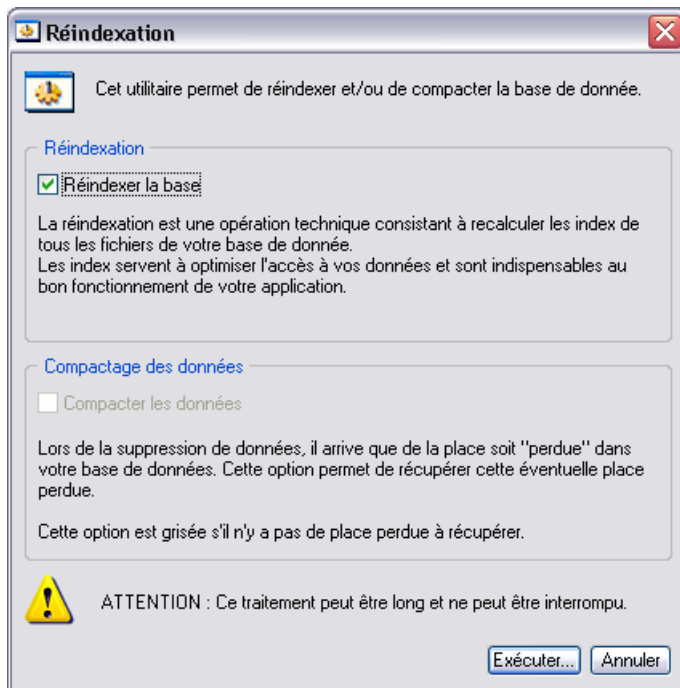 Réindexation
Cet utilitaire permet de réindexer et/ou de compacter la base de donnée.
Réindexation
Réindexer la base
La réindexation est une opération technique consistant à recalculer les index de
tous les fichiers de votre base de donnée.
Les index servent à optimiser l'accès à vos données et sont indispensables au
bon fonctionnement de votre application.
Compactage des données
Compacter les données
Lors de la suppression de données, il arrive que de la place soit "perdue" dans
votre base de données. Cette option permet de récupérer cette éventuelle place
perdue.
Cette option est grisée s'il n'y a pas de place perdue à récupérer.
ATTENTION : Ce traitement peut être long et ne peut être interrompu.
Exécuter... Annuler